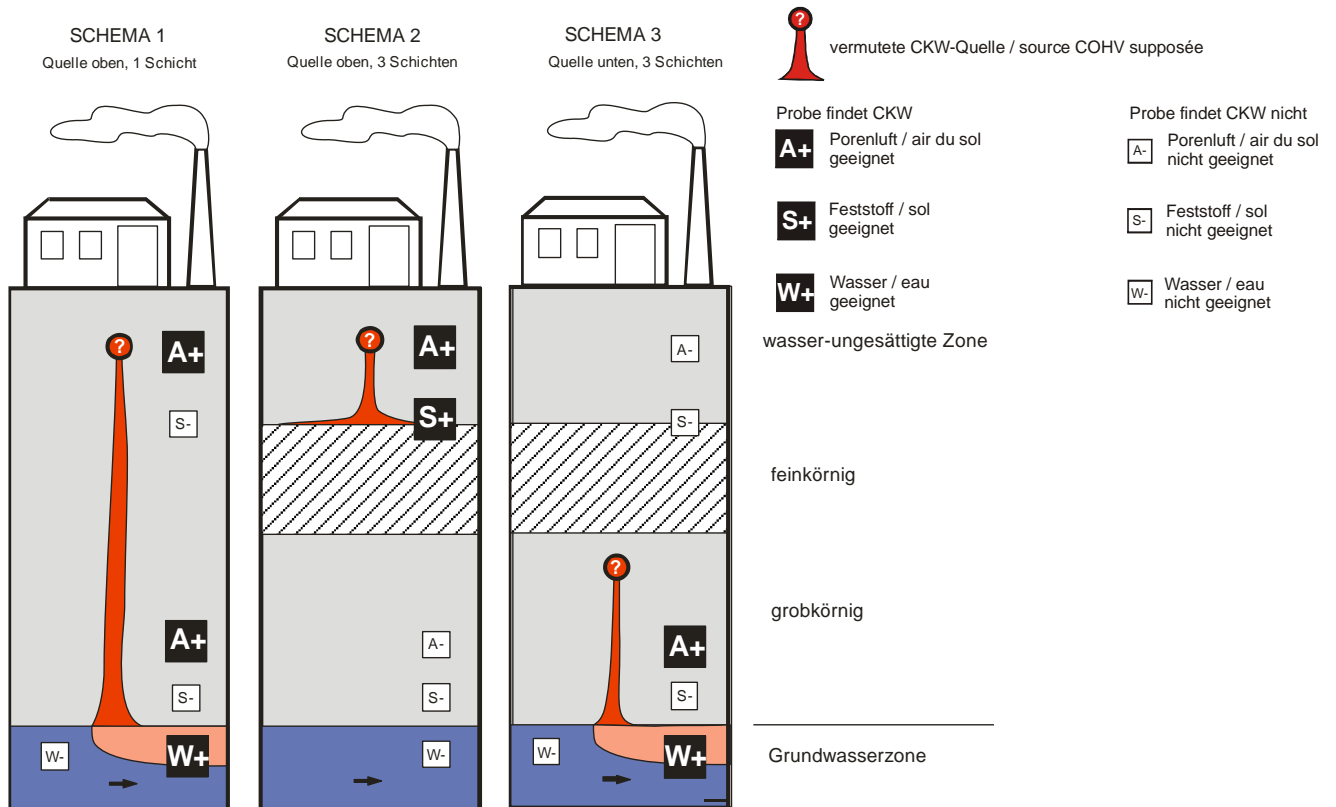 SCHEMA 1
Quelle oben, 1 Schicht
SCHEMA 2
Quelle oben, 3 Schichten
SCHEMA 3
Quelle unten, 3 Schichten
?
vermutete CKW-Quelle / source COHV supposée
Probe findet CKW
A+
Porenluft / air du sol
geeignet
S+
Feststoff / sol
geeignet
W+
Wasser / eau
geeignet
Probe findet CKW nicht
A-
Porenluft / air du sol
nicht geeignet
S-
Feststoff / sol
nicht geeignet
W-
Wasser / eau
nicht geeignet
?
A+
S-
A+
S-
W-
W+
?
A+
S+
A-
S-
W-
A-
S-
?
A+
S-
W-
W+
wasser-ungesättigte Zone
feinkörnig
grobkörnig
Grundwasserzone